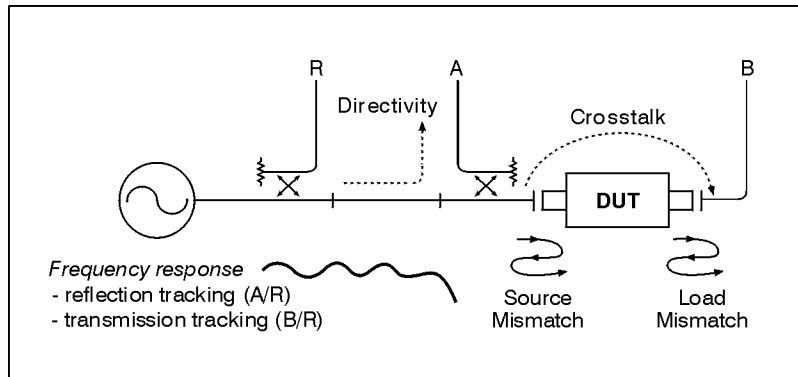 R
A
B
Directivity
Crosstalk
DUT
Frequency response
- reflection tracking (A/R)
- transmission tracking (B/R)
Source
Mismatch
Load
Mismatch